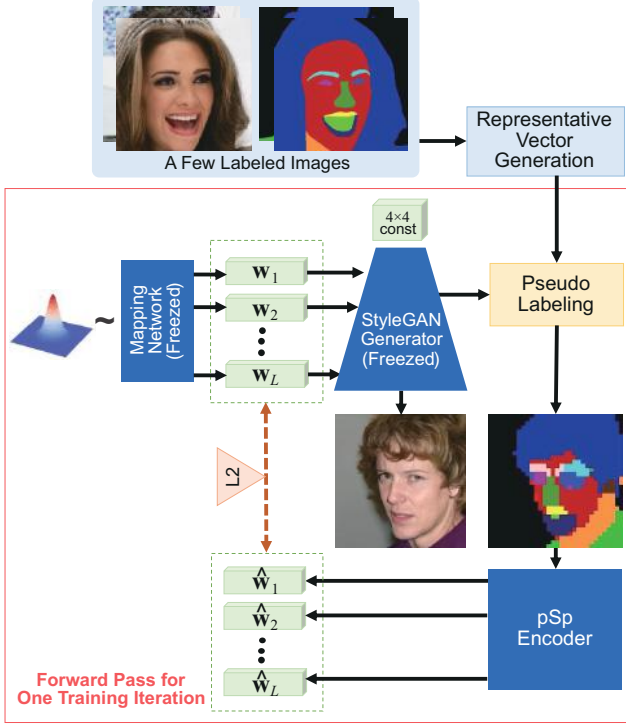 A Few Labeled Images
Representative
Vector
Generation
4×4
const
Mapping
Network
(Freezed)
w1
w2
wL
StyleGAN
Generator
(Freezed)
Pseudo
Labeling
L2
ŵ1
ŵ2
ŵL
pSp
Encoder
Forward Pass for
One Training Iteration